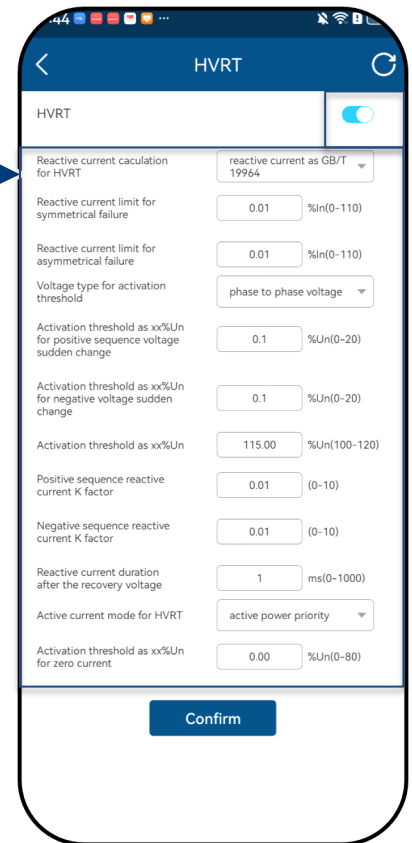 :44 ···
HVRT
HVRT
Reactive current caculation
for HVRT
reactive current as GB/T
19964
Reactive current limit for
symmetrical failure
0.01 %In(0-110)
Reactive current limit for
asymmetrical failure
0.01 %In(0-110)
Voltage type for activation
threshold
phase to phase voltage
Activation threshold as xx%Un
for positive sequence voltage
sudden change
0.1 %Un(0-20)
Activation threshold as xx%Un
for negative voltage sudden
change
0.1 %Un(0-20)
Activation threshold as xx%Un 115.00 %Un(100-120)
Positive sequence reactive
current K factor
0.01 (0-10)
Negative sequence reactive
current K factor
0.01 (0-10)
Reactive current duration
after the recovery voltage
1 ms(0-1000)
Active current mode for HVRT active power priority
Activation threshold as xx%Un
for zero current
0.00 %Un(0-80)
Confirm